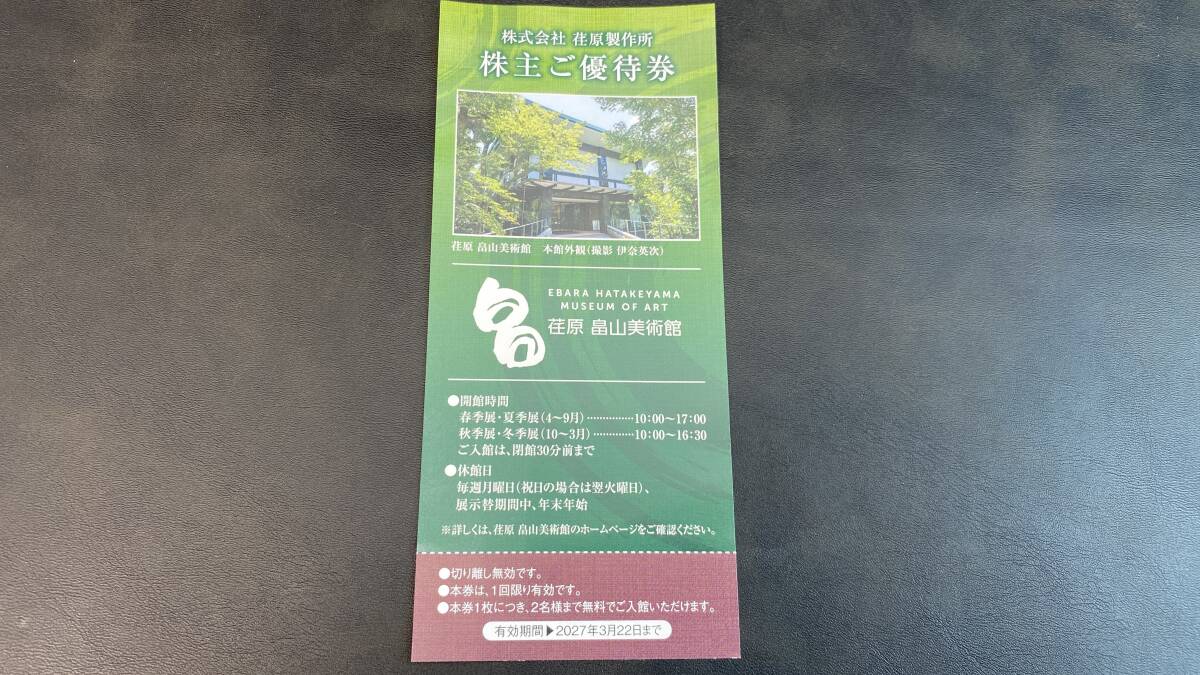 株式会社 荏原製作所
株主ご優待券
荏原 畠山美術館　本館外観(撮影 伊奈英次)
EBARA HATAKEYAMA
MUSEUM OF ART
荏原 畠山美術館
●開館時間
春季展・夏季展(4〜9月)……………10:00〜17:00
秋季展・冬季展(10〜3月)…………10:00〜16:30
ご入館は、閉館30分前まで
●休館日
毎週月曜日(祝日の場合は翌火曜日)、
展示替期間中、年末年始
※詳しくは、荏原 畠山美術館のホームページをご確認ください。
●切り離し無効です。
●本券は、1回限り有効です。
●本券1枚につき、2名様まで無料でご入館いただけます。
有効期間▶2027年3月22日まで